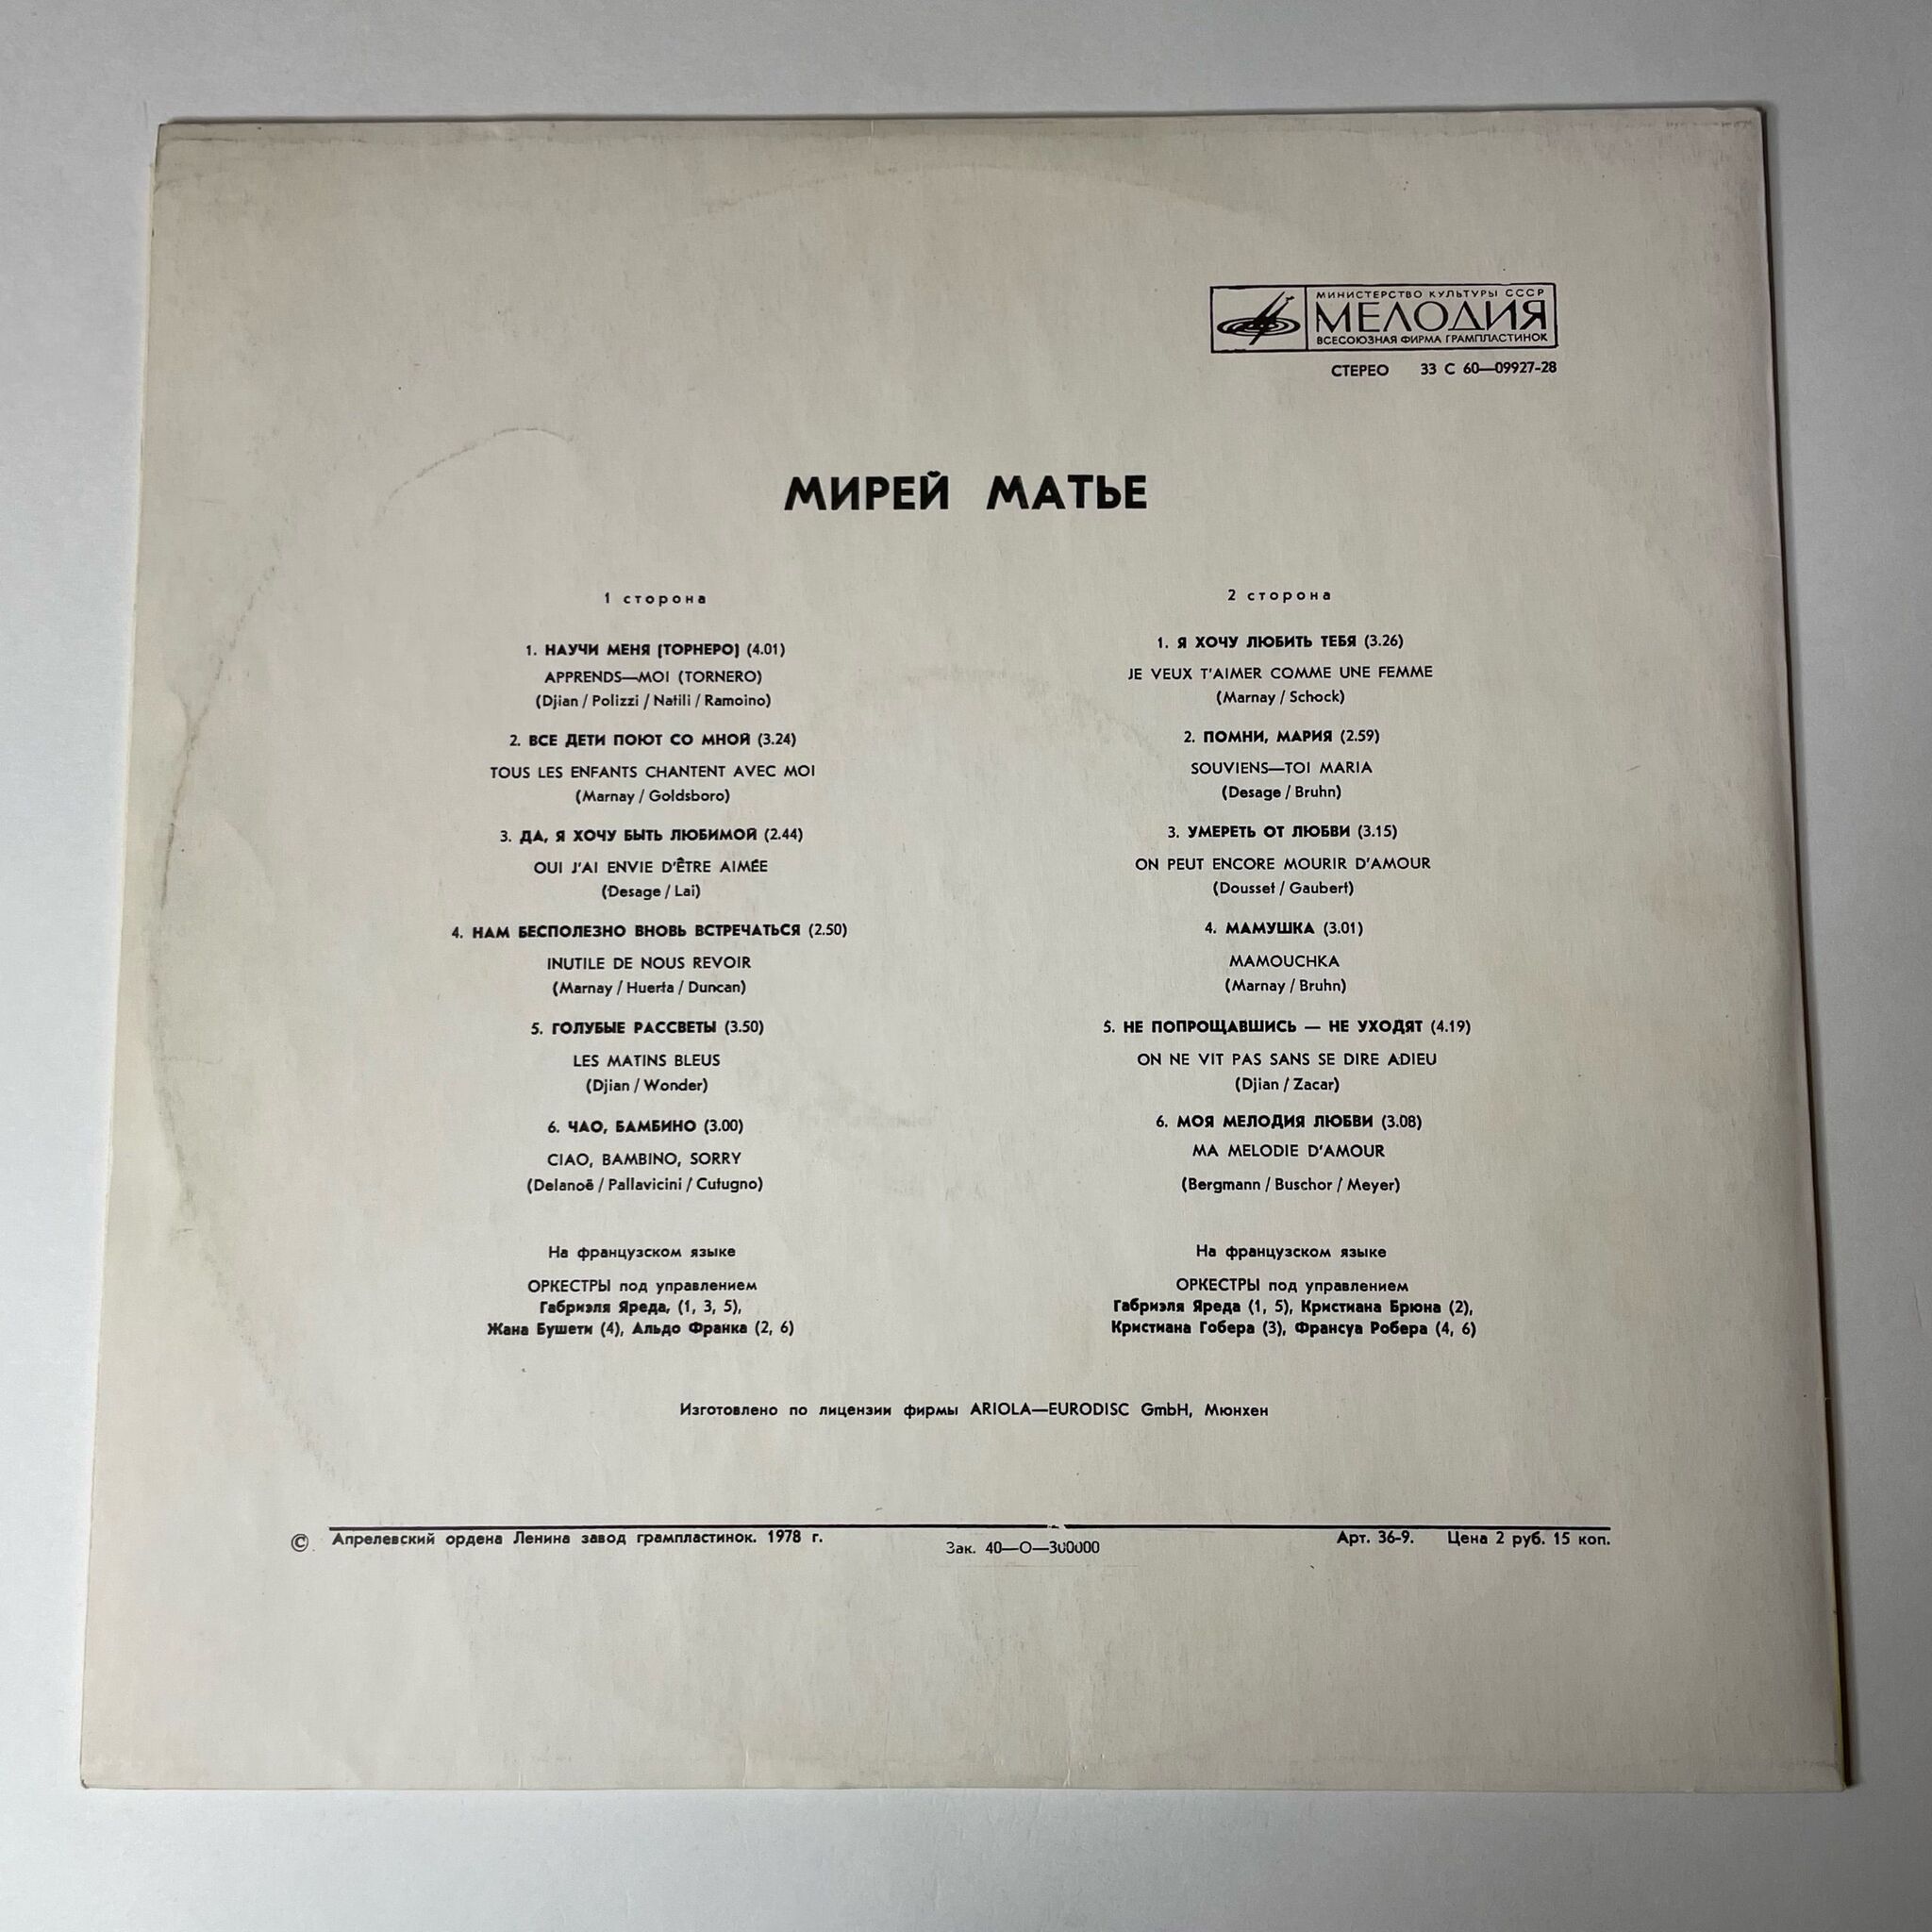 МИНИСТЕРСТВО КУЛЬТУРЫ СССР
МЕЛОДИЯ
ВСЕСОЮЗНАЯ ФИРМА ГРАМПЛАСТИНОК
СТЕРЕО 33 С 60—09927-28
МИРЕЙ МАТЬЕ
1 сторона
1. НАУЧИ МЕНЯ (ТОРНЕРО) (4.01)
APPRENDS—MOI (TORNERO)
(Djian / Polizzi / Natili / Ramoino)
2. ВСЕ ДЕТИ ПОЮТ СО МНОЙ (3.24)
TOUS LES ENFANTS CHANTENT AVEC MOI
(Marnay / Goldsboro)
3. ДА, Я ХОЧУ БЫТЬ ЛЮБИМОЙ (2.44)
OUI J'AI ENVIE D'ÊTRE AIMÉE
(Desage / Lai)
4. НАМ БЕСПОЛЕЗНО ВНОВЬ ВСТРЕЧАТЬСЯ (2.50)
INUTILE DE NOUS REVOIR
(Marnay / Huerta / Duncan)
5. ГОЛУБЫЕ РАССВЕТЫ (3.50)
LES MATINS BLEUS
(Djian / Wonder)
6. ЧАО, БАМБИНО (3.00)
CIAO, BAMBINO, SORRY
(Delanoë / Pallavicini / Cutugno)
На французском языке
ОРКЕСТРЫ под управлением
Габриэля Яреда, (1, 3, 5),
Жана Бушети (4), Альдо Франка (2, 6)
2 сторона
1. Я ХОЧУ ЛЮБИТЬ ТЕБЯ (3.26)
JE VEUX T'AIMER COMME UNE FEMME
(Marnay / Schock)
2. ПОМНИ, МАРИЯ (2.59)
SOUVIENS—TOI MARIA
(Desage / Bruhn)
3. УМЕРЕТЬ ОТ ЛЮБВИ (3.15)
ON PEUT ENCORE MOURIR D'AMOUR
(Dousset / Gaubert)
4. МАМУШКА (3.01)
MAMOUCHKA
(Marnay / Bruhn)
5. НЕ ПОПРОЩАВШИСЬ — НЕ УХОДЯТ (4.19)
ON NE VIT PAS SANS SE DIRE ADIEU
(Djian / Zacar)
6. МОЯ МЕЛОДИЯ ЛЮБВИ (3.08)
MA MELODIE D'AMOUR
(Bergmann / Buschor / Meyer)
На французском языке
ОРКЕСТРЫ под управлением
Габриэля Яреда (1, 5), Кристиана Брюна (2),
Кристиана Гобера (3), Франсуа Робера (4, 6)
Изготовлено по лицензии фирмы ARIOLA—EURODISC GmbH, Мюнхен
© Апрелевский ордена Ленина завод грампластинок. 1978 г.
Зак. 40—О—300000
Арт. 36-9. Цена 2 руб. 15 коп.